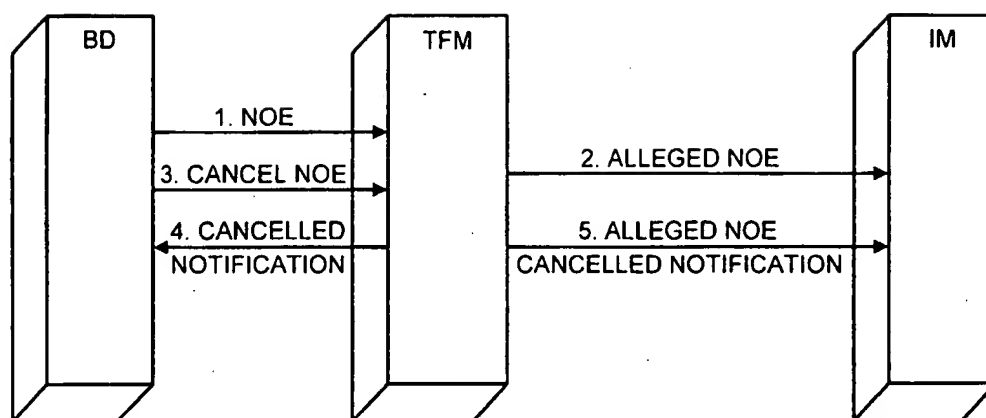 BD
TFM
IM
1. NOE
2. ALLEGED NOE
3. CANCEL NOE
4. CANCELLED
NOTIFICATION
5. ALLEGED NOE
CANCELLED NOTIFICATION